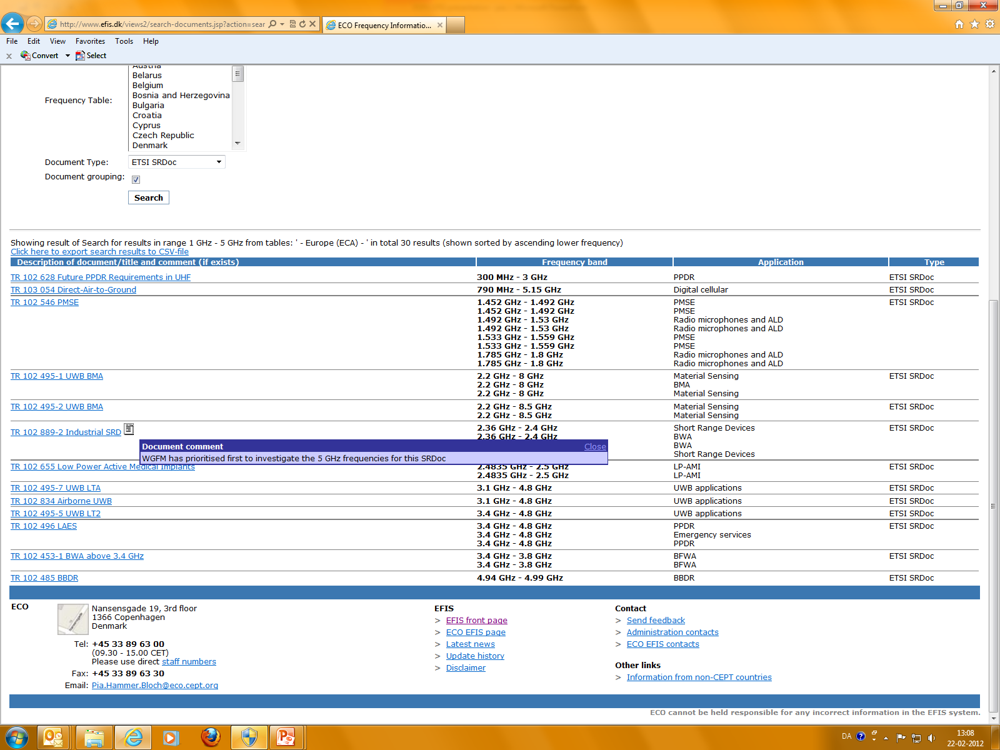 http://www.efis.dk/views2/search-documents.jsp?action=sear
ECO Frequency Informatio...
File Edit View Favorites Tools Help
x Convert Select
Austria
Belarus
Belgium
Bosnia and Herzegovina
Frequency Table:
Bulgaria
Croatia
Cyprus
Czech Republic
Denmark
Document Type: ETSI SRDoc
Document grouping:
Search
Showing result of Search for results in range 1 GHz - 5 GHz from tables: ' - Europe (ECA) - ' in total 30 results (shown sorted by ascending lower frequency)
Click here to export search results to CSV-file
Description of document/title and comment (if exists) Frequency band Application Type
TR 102 628 Future PPDR Requirements in UHF 300 MHz - 3 GHz PPDR ETSI SRDoc
TR 103 054 Direct-Air-to-Ground 790 MHz - 5.15 GHz Digital cellular ETSI SRDoc
TR 102 546 PMSE 1.452 GHz - 1.492 GHz PMSE ETSI SRDoc
1.452 GHz - 1.492 GHz PMSE
1.492 GHz - 1.53 GHz Radio microphones and ALD
1.492 GHz - 1.53 GHz Radio microphones and ALD
1.533 GHz - 1.559 GHz PMSE
1.533 GHz - 1.559 GHz PMSE
1.785 GHz - 1.8 GHz Radio microphones and ALD
1.785 GHz - 1.8 GHz Radio microphones and ALD
TR 102 495-1 UWB BMA 2.2 GHz - 8 GHz Material Sensing ETSI SRDoc
2.2 GHz - 8 GHz BMA
2.2 GHz - 8 GHz Material Sensing
TR 102 495-2 UWB BMA 2.2 GHz - 8.5 GHz Material Sensing ETSI SRDoc
2.2 GHz - 8.5 GHz Material Sensing
TR 102 889-2 Industrial SRD 2.36 GHz - 2.4 GHz Short Range Devices ETSI SRDoc
2.36 GHz - 2.4 GHz BWA
BWA
Short Range Devices
Document comment Close
WGFM has prioritised first to investigate the 5 GHz frequencies for this SRDoc
TR 102 655 Low Power Active Medical Implants 2.4835 GHz - 2.5 GHz LP-AMI ETSI SRDoc
2.4835 GHz - 2.5 GHz LP-AMI
TR 102 495-7 UWB LTA 3.1 GHz - 4.8 GHz UWB applications ETSI SRDoc
TR 102 834 Airborne UWB 3.1 GHz - 4.8 GHz UWB applications ETSI SRDoc
TR 102 495-5 UWB LT2 3.4 GHz - 4.8 GHz UWB applications ETSI SRDoc
TR 102 496 LAES 3.4 GHz - 4.8 GHz PPDR ETSI SRDoc
3.4 GHz - 4.8 GHz Emergency services
3.4 GHz - 4.8 GHz PPDR
TR 102 453-1 BWA above 3.4 GHz 3.4 GHz - 3.8 GHz BFWA ETSI SRDoc
3.4 GHz - 3.8 GHz BFWA
TR 102 485 BBDR 4.94 GHz - 4.99 GHz BBDR ETSI SRDoc
ECO
Nansensgade 19, 3rd floor
1366 Copenhagen
Denmark
Tel: +45 33 89 63 00
(09.30 - 15.00 CET)
Please use direct staff numbers
Fax: +45 33 89 63 30
Email: Pia.Hammer.Bloch@eco.cept.org
EFIS
> EFIS front page
> ECO EFIS page
> Latest news
> Update history
> Disclaimer
Contact
> Send feedback
> Administration contacts
> ECO EFIS contacts
Other links
> Information from non-CEPT countries
ECO cannot be held responsible for any incorrect information in the EFIS system.
DA
13:08
22-02-2012